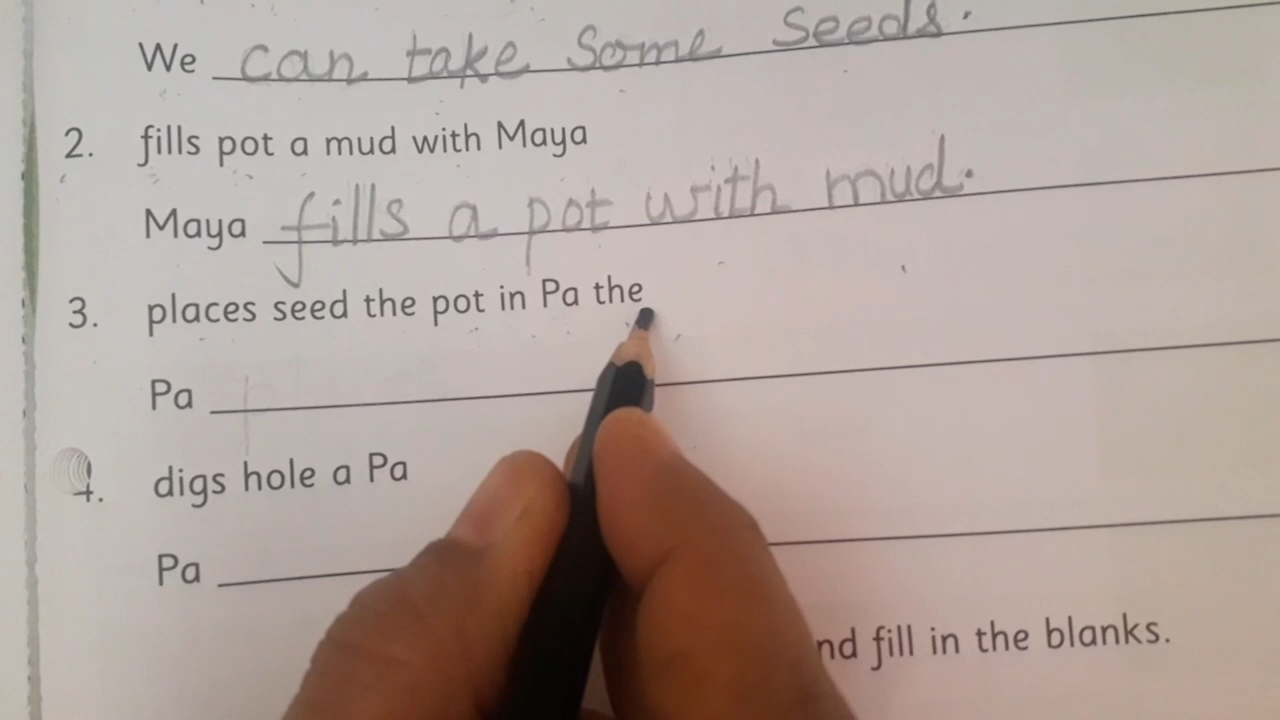 We can take Some Seeds.
2. fills pot a mud with Maya
Maya fills a pot with mud.
3. places seed the pot in Pa the
Pa
4. digs hole a Pa
Pa
nd fill in the blanks.